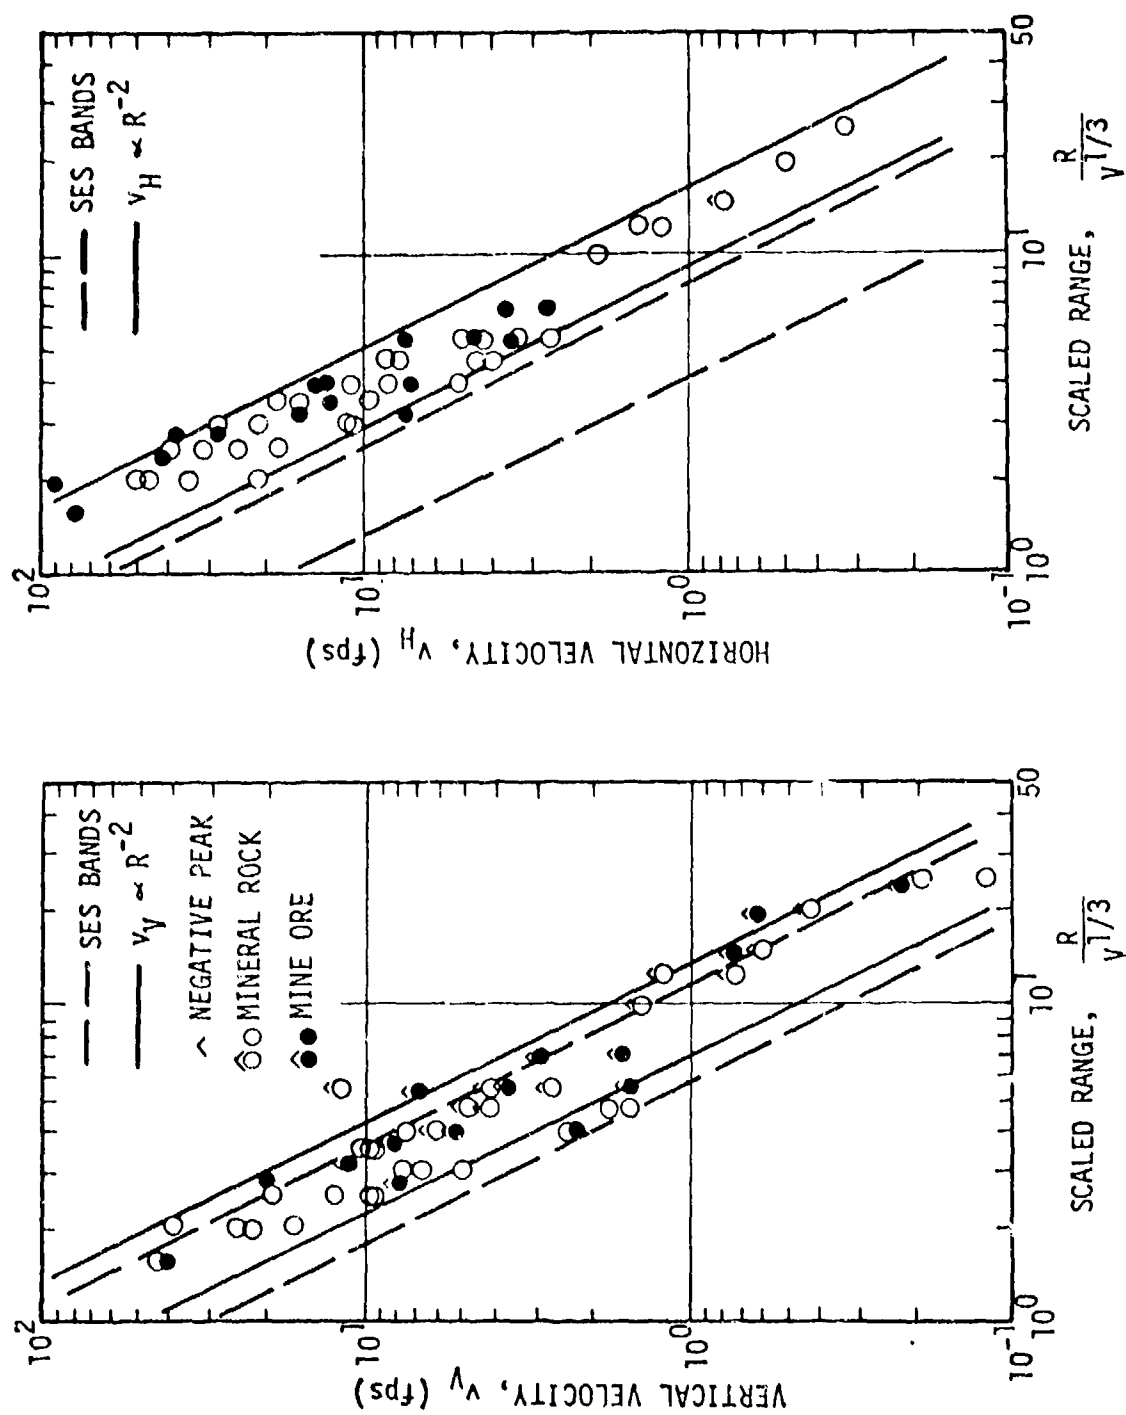 VERTICAL VELOCITY, v_V (fps)
10^2
10^1
10^0
10^-1
10^0
10^1
50
SCALED RANGE, R/V^1/3
SES BANDS
v_V ∝ R^-2
^ NEGATIVE PEAK
MINERAL ROCK
MINE ORE
HORIZONTAL VELOCITY, v_H (fps)
10^2
10^1
10^0
10^-1
10^0
10^1
50
SCALED RANGE, R/V^1/3
SES BANDS
v_H ∝ R^-2